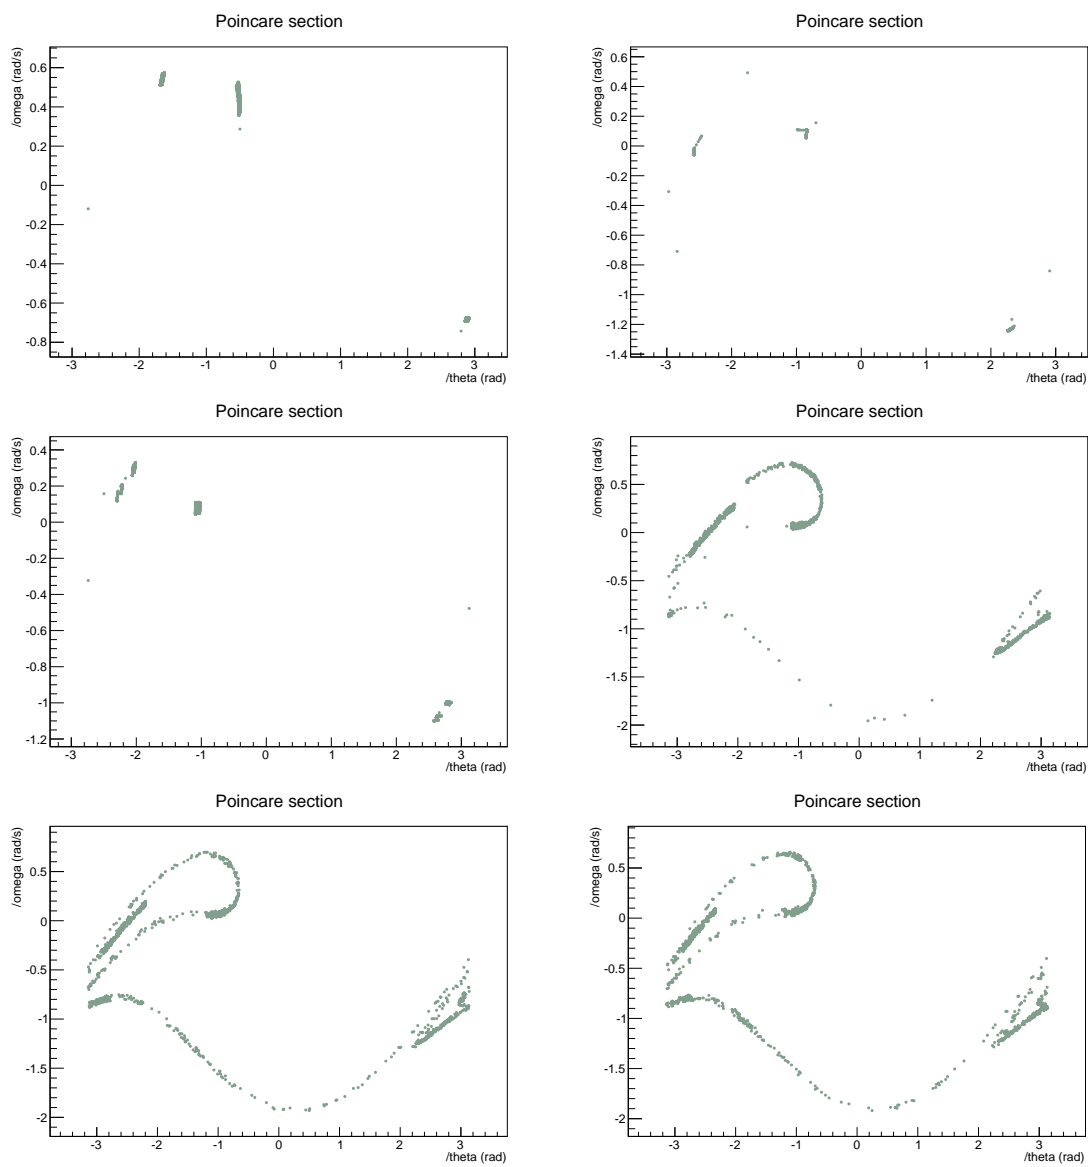 Poincare section
/omega (rad/s)
0.6
0.4
0.2
0
-0.2
-0.4
-0.6
-0.8
-3 -2 -1 0 1 2 3
/theta (rad)
Poincare section
/omega (rad/s)
0.6
0.4
0.2
0
-0.2
-0.4
-0.6
-0.8
-1
-1.2
-1.4
-3 -2 -1 0 1 2 3
/theta (rad)
Poincare section
/omega (rad/s)
0.4
0.2
0
-0.2
-0.4
-0.6
-0.8
-1
-1.2
-3 -2 -1 0 1 2 3
/theta (rad)
Poincare section
/omega (rad/s)
0.5
0
-0.5
-1
-1.5
-2
-3 -2 -1 0 1 2 3
/theta (rad)
Poincare section
/omega (rad/s)
0.5
0
-0.5
-1
-1.5
-2
-3 -2 -1 0 1 2 3
/theta (rad)
Poincare section
/omega (rad/s)
0.5
0
-0.5
-1
-1.5
-2
-3 -2 -1 0 1 2 3
/theta (rad)